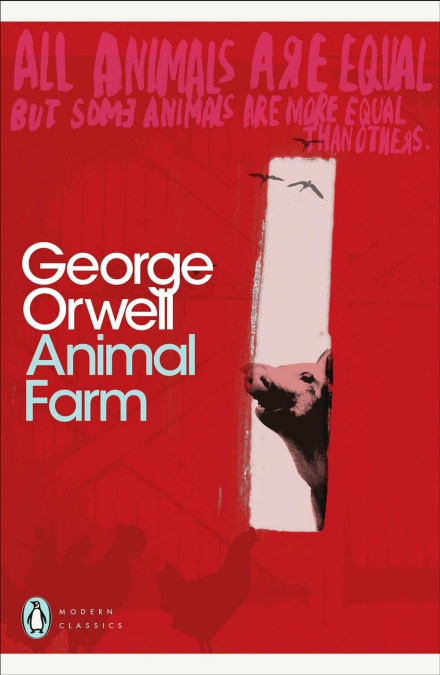 ALL ANIMALS ARE EQUAL
BUT SOME ANIMALS ARE MORE EQUAL
THAN OTHERS.
George
Orwell
Animal
Farm
MODERN
CLASSICS